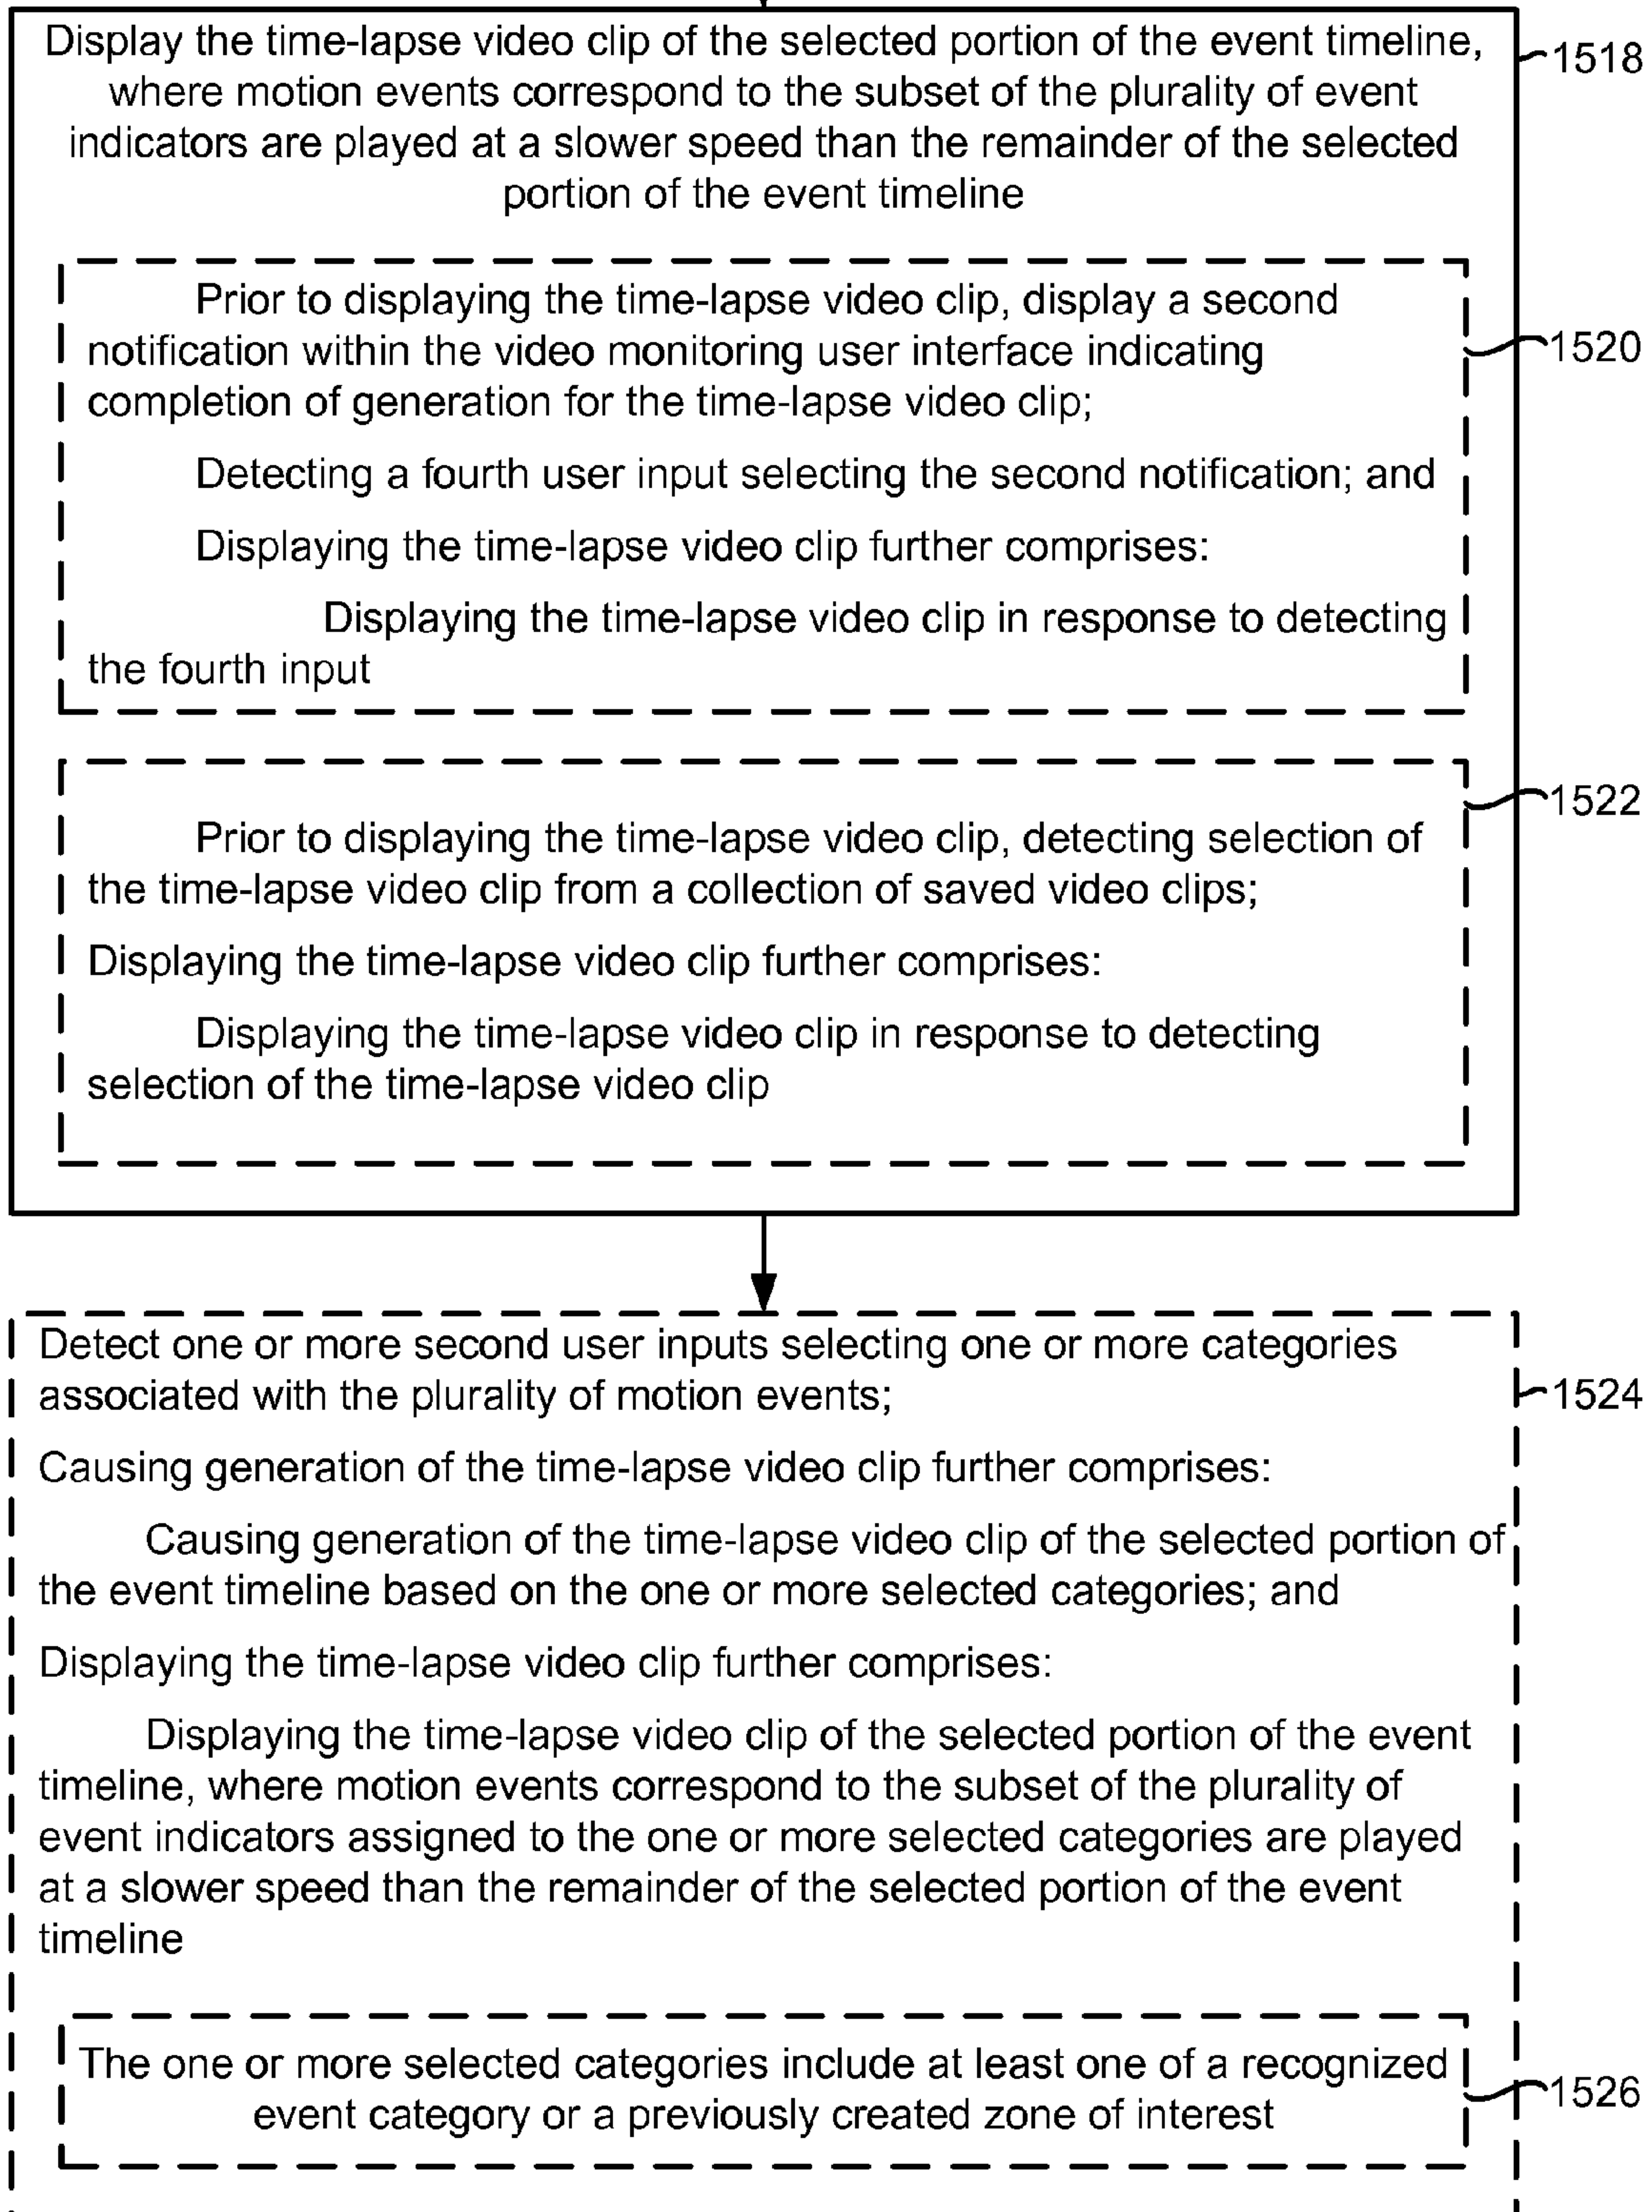 Display the time-lapse video clip of the selected portion of the event timeline,
where motion events correspond to the subset of the plurality of event
indicators are played at a slower speed than the remainder of the selected
portion of the event timeline
1518
Prior to displaying the time-lapse video clip, display a second
notification within the video monitoring user interface indicating
completion of generation for the time-lapse video clip;
Detecting a fourth user input selecting the second notification; and
Displaying the time-lapse video clip further comprises:
Displaying the time-lapse video clip in response to detecting
the fourth input
1520
Prior to displaying the time-lapse video clip, detecting selection of
the time-lapse video clip from a collection of saved video clips;
Displaying the time-lapse video clip further comprises:
Displaying the time-lapse video clip in response to detecting
selection of the time-lapse video clip
1522
Detect one or more second user inputs selecting one or more categories
associated with the plurality of motion events;
Causing generation of the time-lapse video clip further comprises:
Causing generation of the time-lapse video clip of the selected portion of
the event timeline based on the one or more selected categories; and
Displaying the time-lapse video clip further comprises:
Displaying the time-lapse video clip of the selected portion of the event
timeline, where motion events correspond to the subset of the plurality of
event indicators assigned to the one or more selected categories are played
at a slower speed than the remainder of the selected portion of the event
timeline
1524
The one or more selected categories include at least one of a recognized
event category or a previously created zone of interest
1526